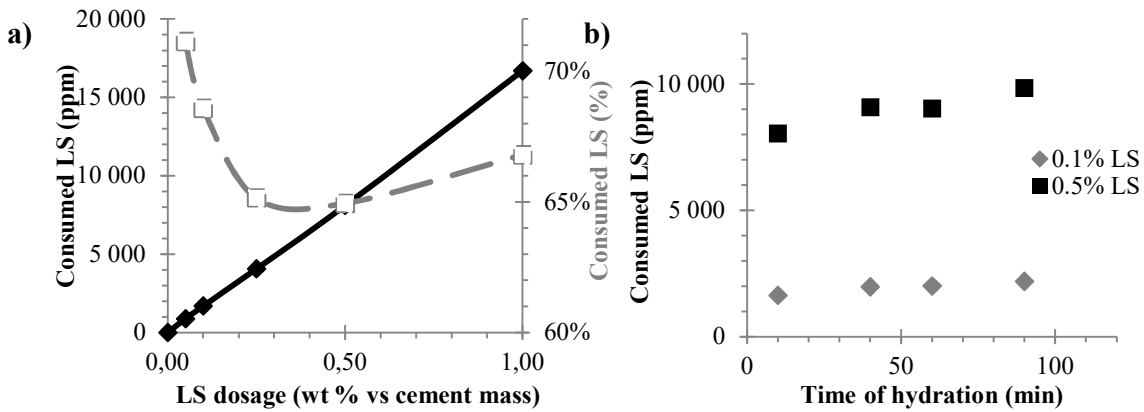 a)
Consumed LS (ppm)
20 000
15 000
10 000
5 000
0
0,00
0,50
1,00
LS dosage (wt % vs cement mass)
70%
65%
60%
Consumed LS (%)
b)
Consumed LS (ppm)
10 000
5 000
0
0
50
100
Time of hydration (min)
0.1% LS
0.5% LS